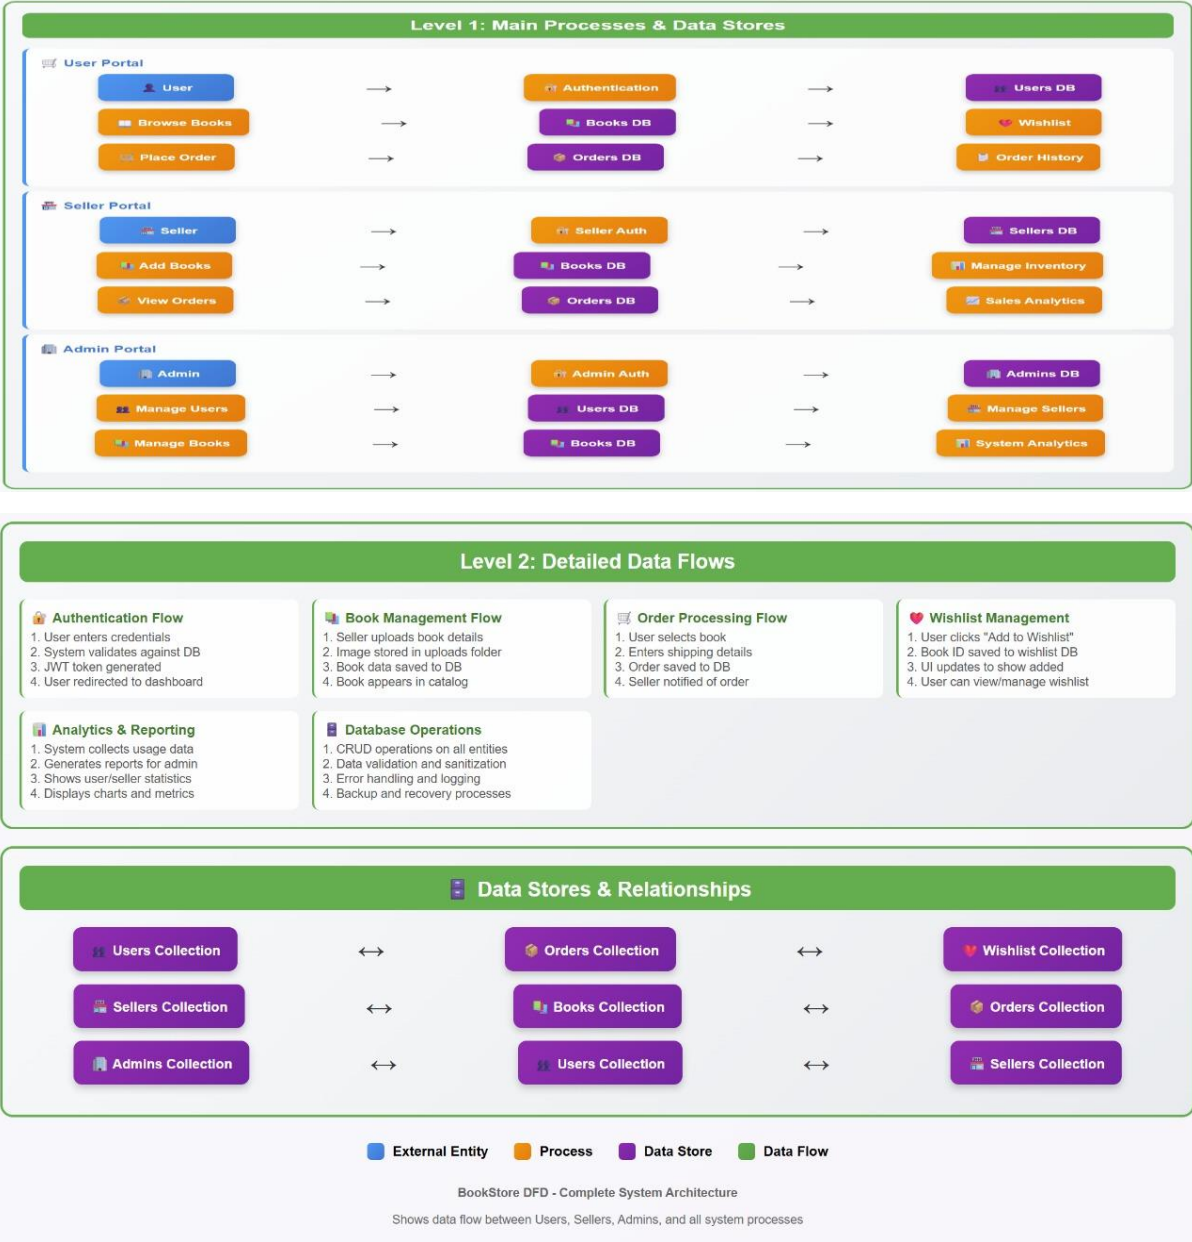 Level 1: Main Processes & Data Stores
User Portal
User → Authentication → Users DB
Browse Books → Books DB → Wishlist
Place Order → Orders DB → Order History
Seller Portal
Seller → Seller Auth → Sellers DB
Add Books → Books DB → Manage Inventory
View Orders → Orders DB → Sales Analytics
Admin Portal
Admin → Admin Auth → Admins DB
Manage Users → Users DB → Manage Sellers
Manage Books → Books DB → System Analytics
Level 2: Detailed Data Flows
Authentication Flow
1. User enters credentials
2. System validates against DB
3. JWT token generated
4. User redirected to dashboard
Book Management Flow
1. Seller uploads book details
2. Image stored in uploads folder
3. Book data saved to DB
4. Book appears in catalog
Order Processing Flow
1. User selects book
2. Enters shipping details
3. Order saved to DB
4. Seller notified of order
Wishlist Management
1. User clicks "Add to Wishlist"
2. Book ID saved to wishlist DB
3. UI updates to show added
4. User can view/manage wishlist
Analytics & Reporting
1. System collects usage data
2. Generates reports for admin
3. Shows user/seller statistics
4. Displays charts and metrics
Database Operations
1. CRUD operations on all entities
2. Data validation and sanitization
3. Error handling and logging
4. Backup and recovery processes
Data Stores & Relationships
Users Collection ↔ Orders Collection ↔ Wishlist Collection
Sellers Collection ↔ Books Collection ↔ Orders Collection
Admins Collection ↔ Users Collection ↔ Sellers Collection
External Entity Process Data Store Data Flow
BookStore DFD - Complete System Architecture
Shows data flow between Users, Sellers, Admins, and all system processes